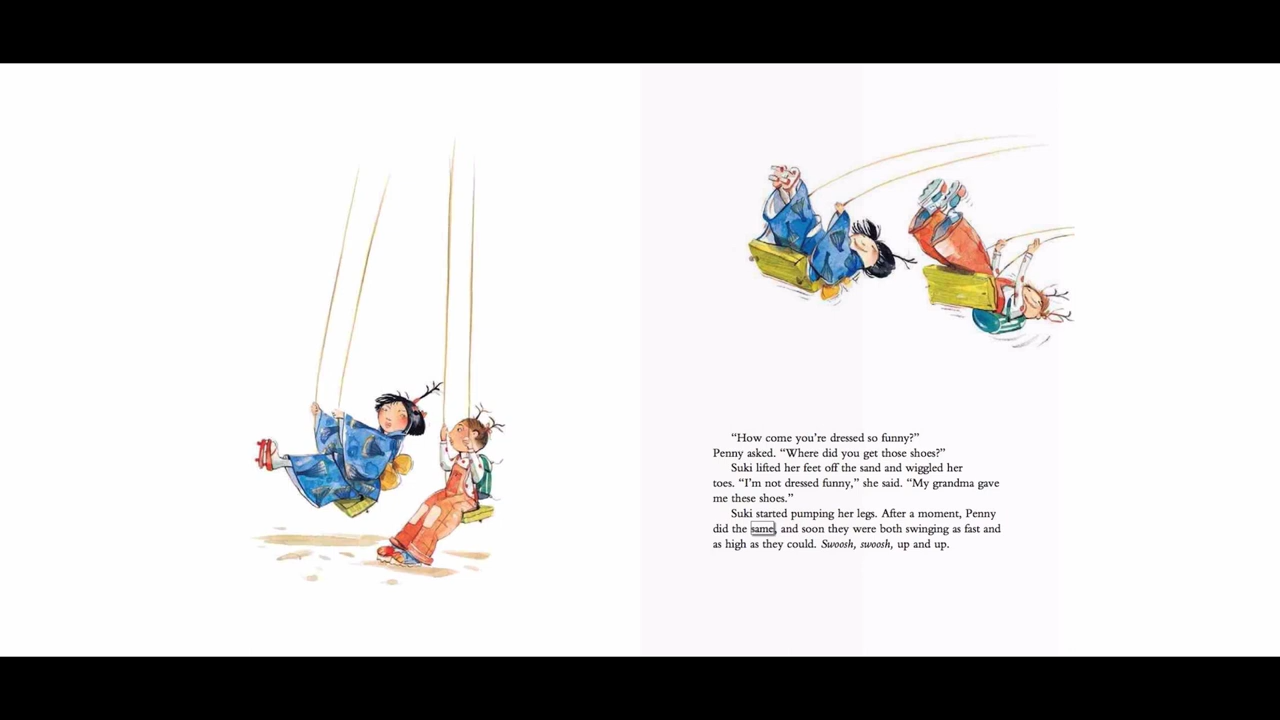 “How come you’re dressed so funny?”
Penny asked. “Where did you get those shoes?”
Suki lifted her feet off the sand and wiggled her
toes. “I’m not dressed funny,” she said. “My grandma gave
me these shoes.”
Suki started pumping her legs. After a moment, Penny
did the same, and soon they were both swinging as fast and
as high as they could. Swoosh, swoosh, up and up.